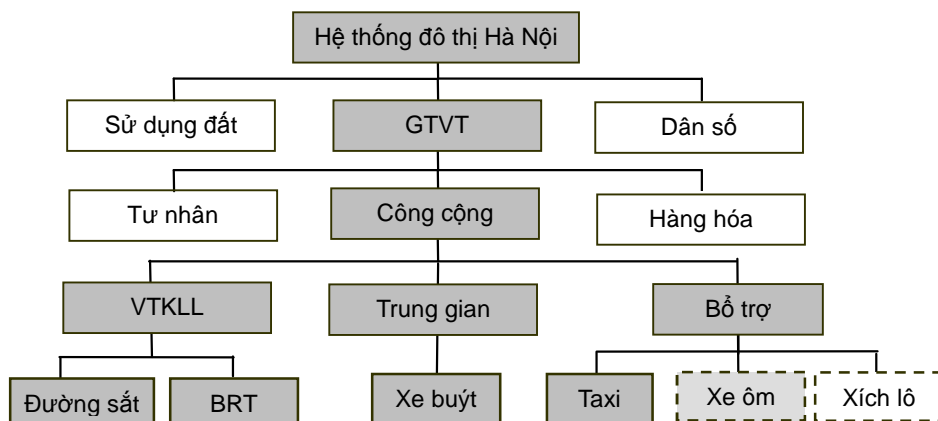 Hệ thống đô thị Hà Nội
Sử dụng đất
GTVT
Dân số
Tư nhân
Công cộng
Hàng hóa
VTKLL
Trung gian
Bổ trợ
Đường sắt
BRT
Xe buýt
Taxi
Xe ôm
Xích lô